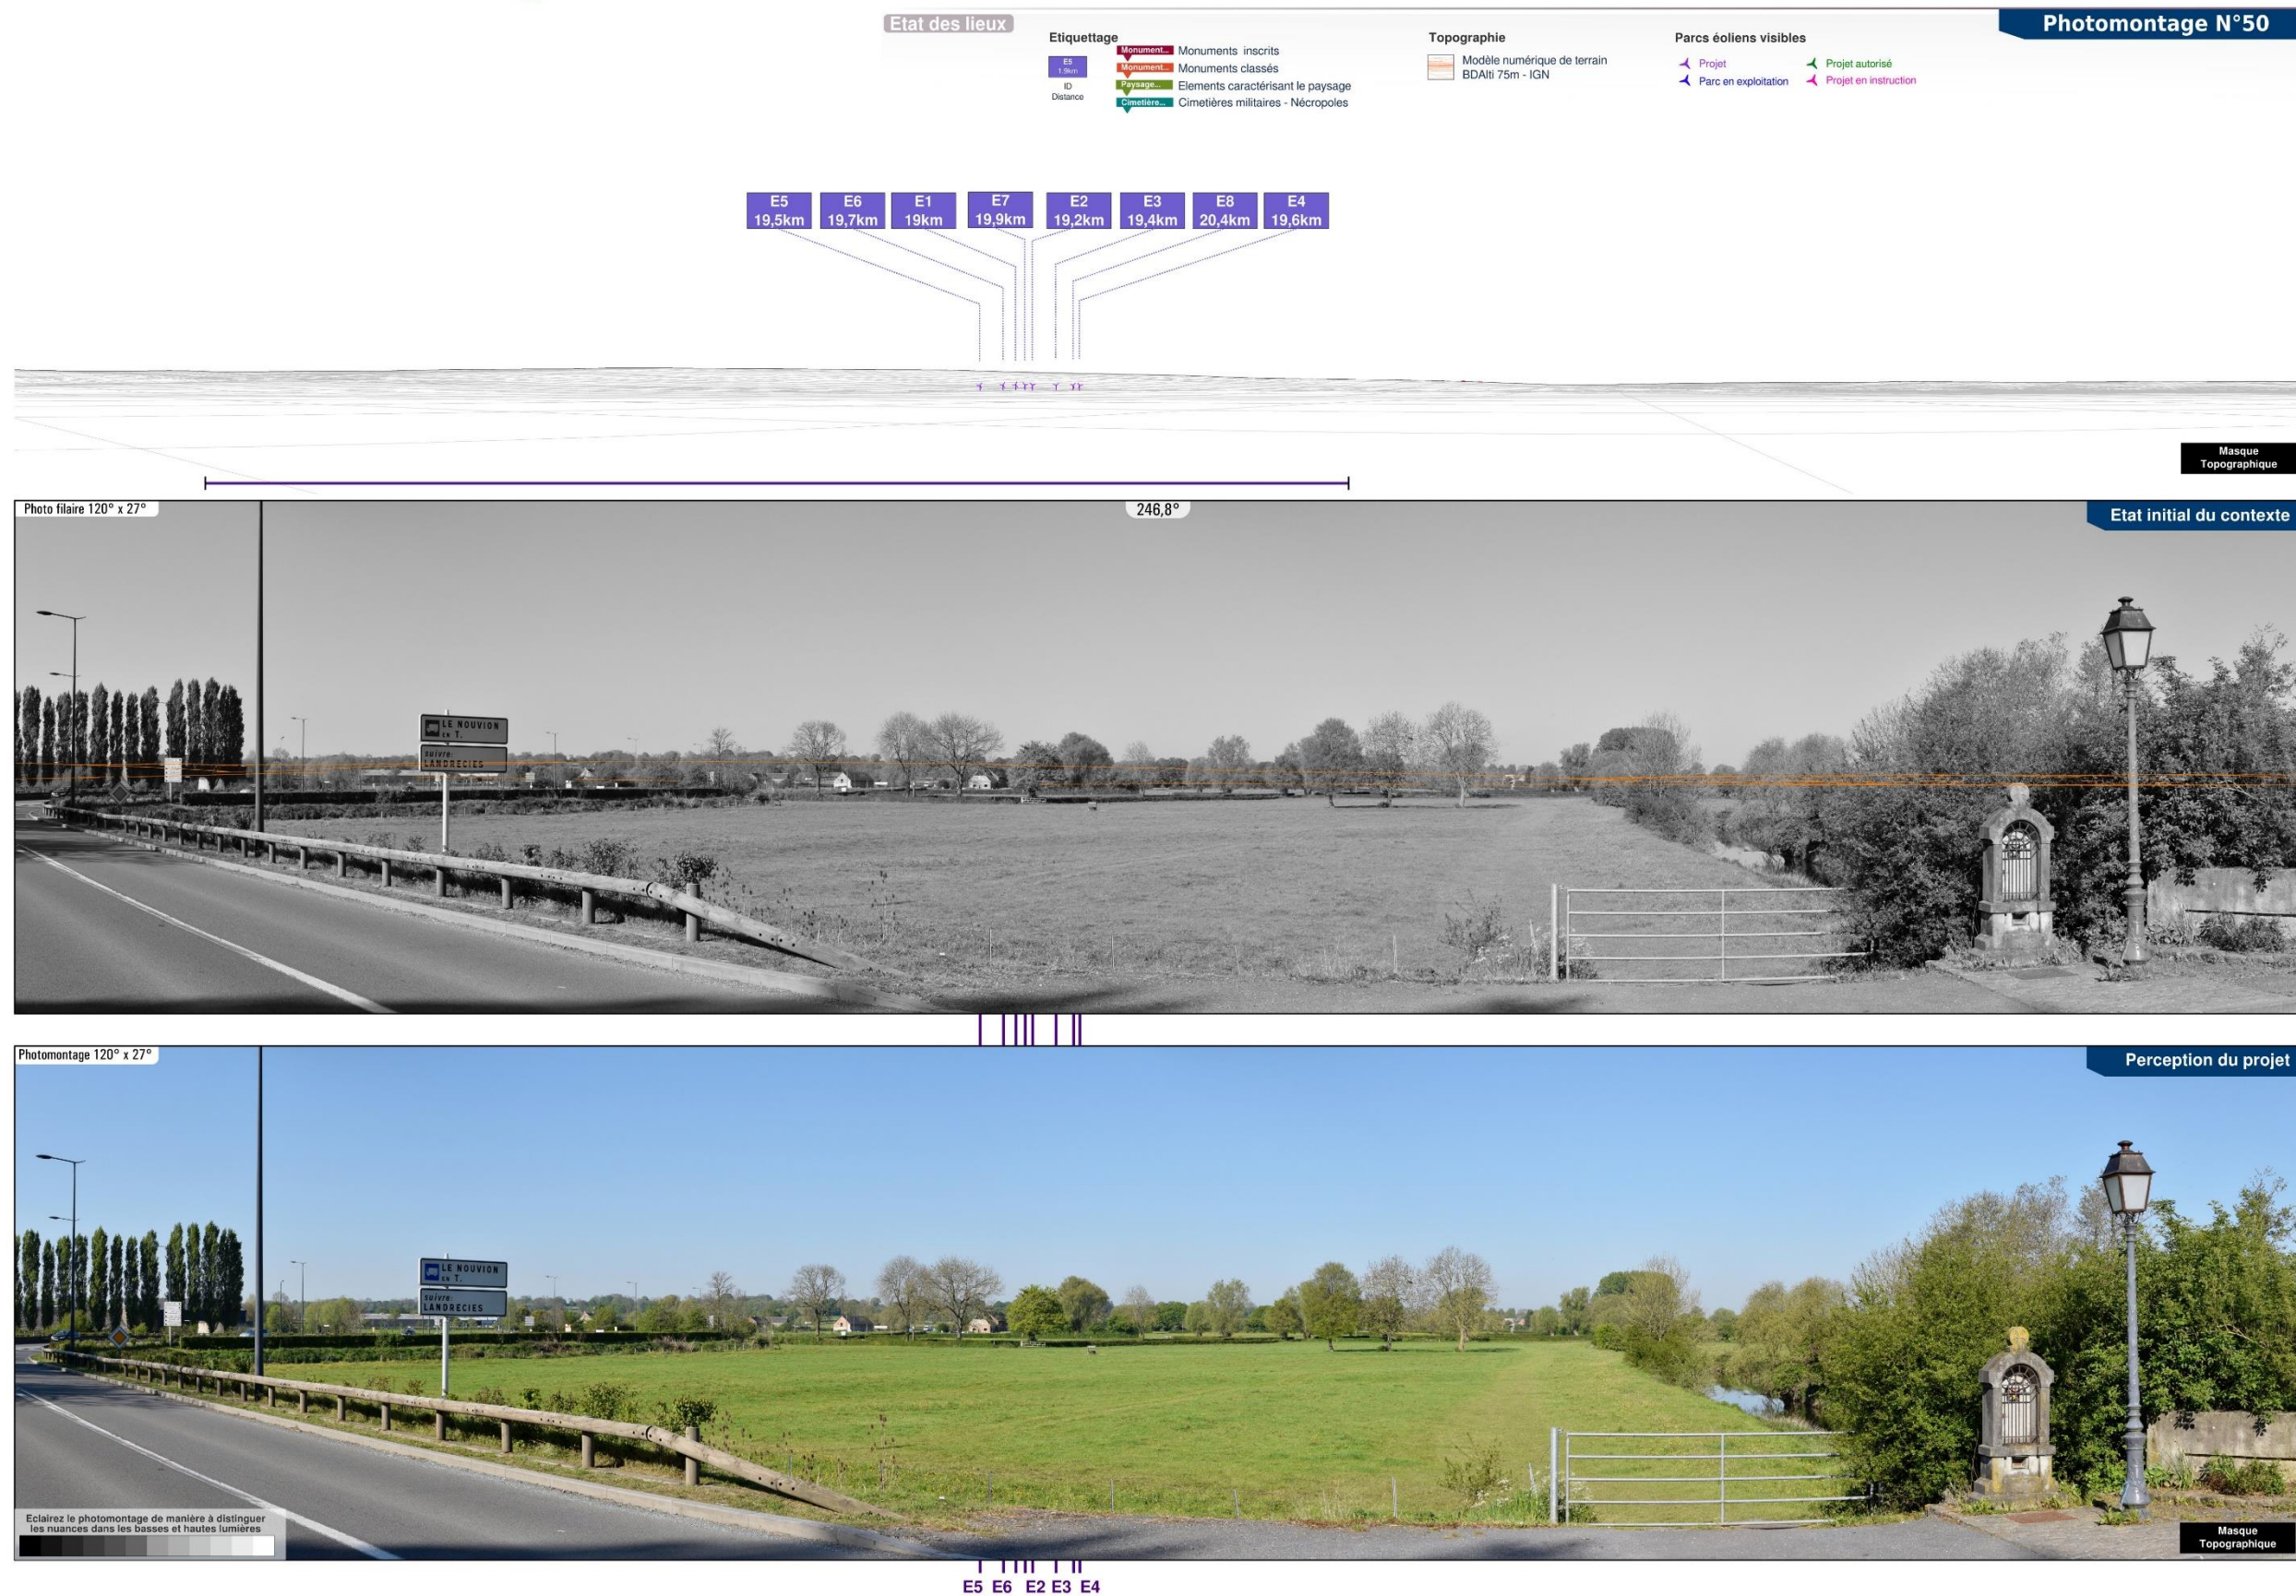 Etat des lieux
Photomontage N°50
Etiquettage
E5
1.9km
ID
Distance
Monument...
Monuments inscrits
Monument...
Monuments classés
Paysage...
Elements caractérisant le paysage
Cimetière...
Cimetières militaires - Nécropoles
Topographie
Modèle numérique de terrain
BDAlti 75m - IGN
Parcs éoliens visibles
Projet
Projet autorisé
Parc en exploitation
Projet en instruction
E5
19,5km
E6
19,7km
E1
19km
E7
19,9km
E2
19,2km
E3
19,4km
E8
20,4km
E4
19,6km
Masque
Topographique
Photo filaire 120° x 27°
246,8°
Etat initial du contexte
LE NOUVION
EN T.
suivre:
LANDRECIES
Photomontage 120° x 27°
Perception du projet
LE NOUVION
EN T.
suivre:
LANDRECIES
Eclairez le photomontage de manière à distinguer
les nuances dans les basses et hautes lumières
Masque
Topographique
E5 E6 E2 E3 E4